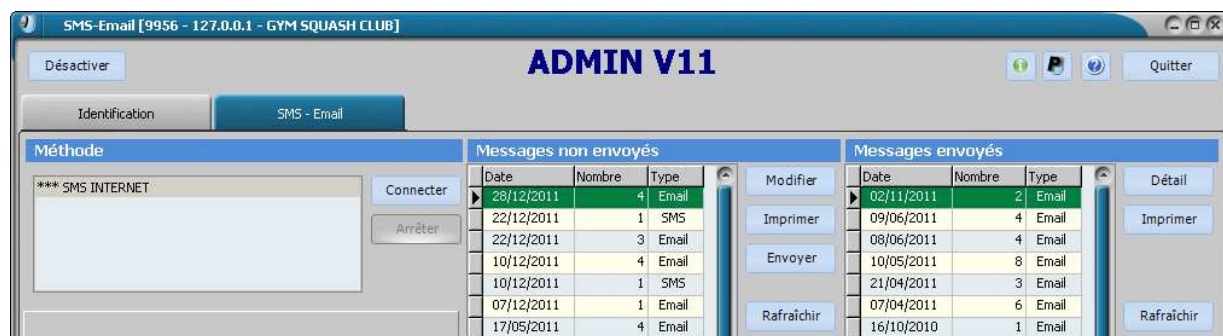 SMS-Email [9956 - 127.0.0.1 - GYM SQUASH CLUB]
Désactiver
ADMIN V11
Quitter
Identification
SMS - Email
Méthode
*** SMS INTERNET
Connecter
Arrêter
Messages non envoyés
Date Nombre Type
28/12/2011 4 Email
22/12/2011 1 SMS
22/12/2011 3 Email
10/12/2011 4 Email
10/12/2011 1 SMS
07/12/2011 1 Email
17/05/2011 4 Email
Modifier
Imprimer
Envoyer
Rafraîchir
Messages envoyés
Date Nombre Type
02/11/2011 2 Email
09/06/2011 4 Email
08/06/2011 4 Email
10/05/2011 8 Email
21/04/2011 3 Email
07/04/2011 6 Email
16/10/2010 1 Email
Détail
Imprimer
Rafraîchir